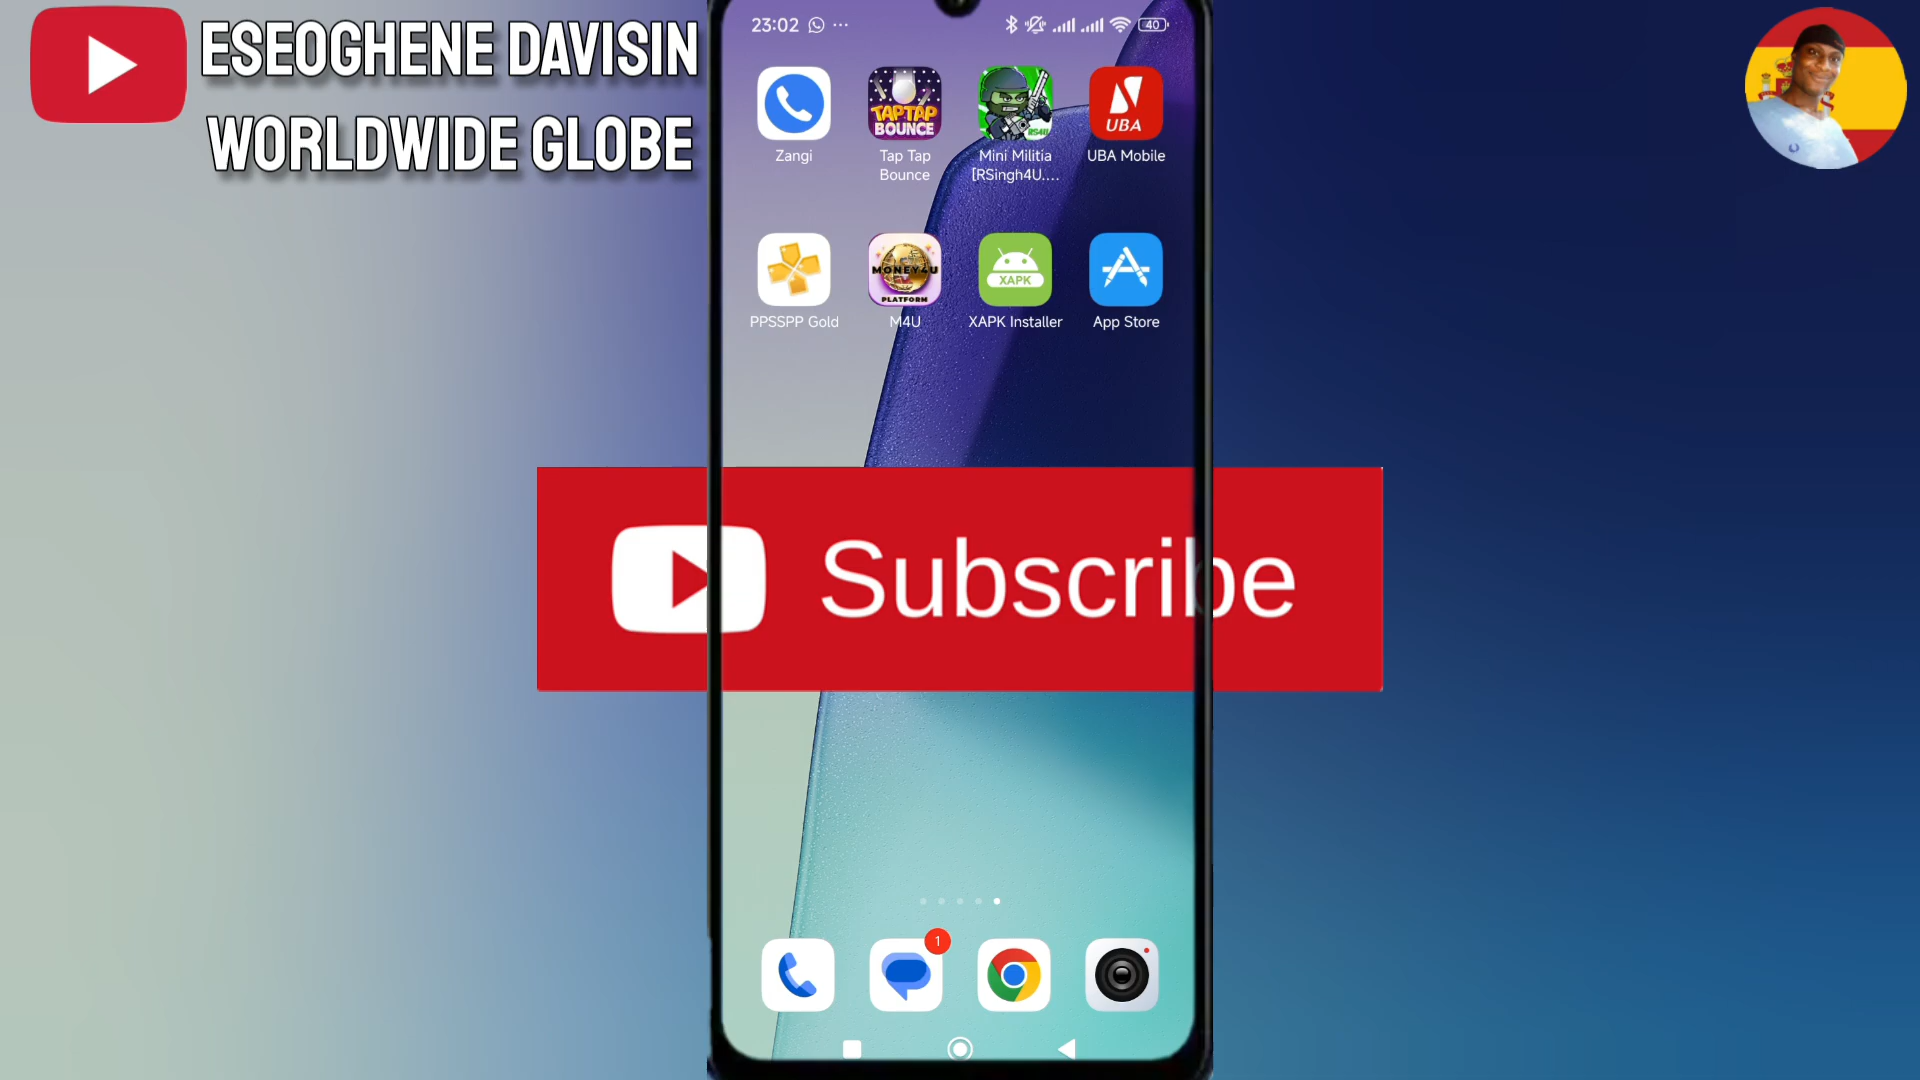 ESEOGHENE DAVISIN
WORLDWIDE GLOBE
23:02
40
TAPTAP
BOUNCE
RS4U
UBA
Zangi
Tap Tap
Bounce
Mini Militia
[RSingh4U....
UBA Mobile
MONEY4U
PLATFORM
XAPK
PPSSPP Gold
M4U
XAPK Installer
App Store
Subscribe
1